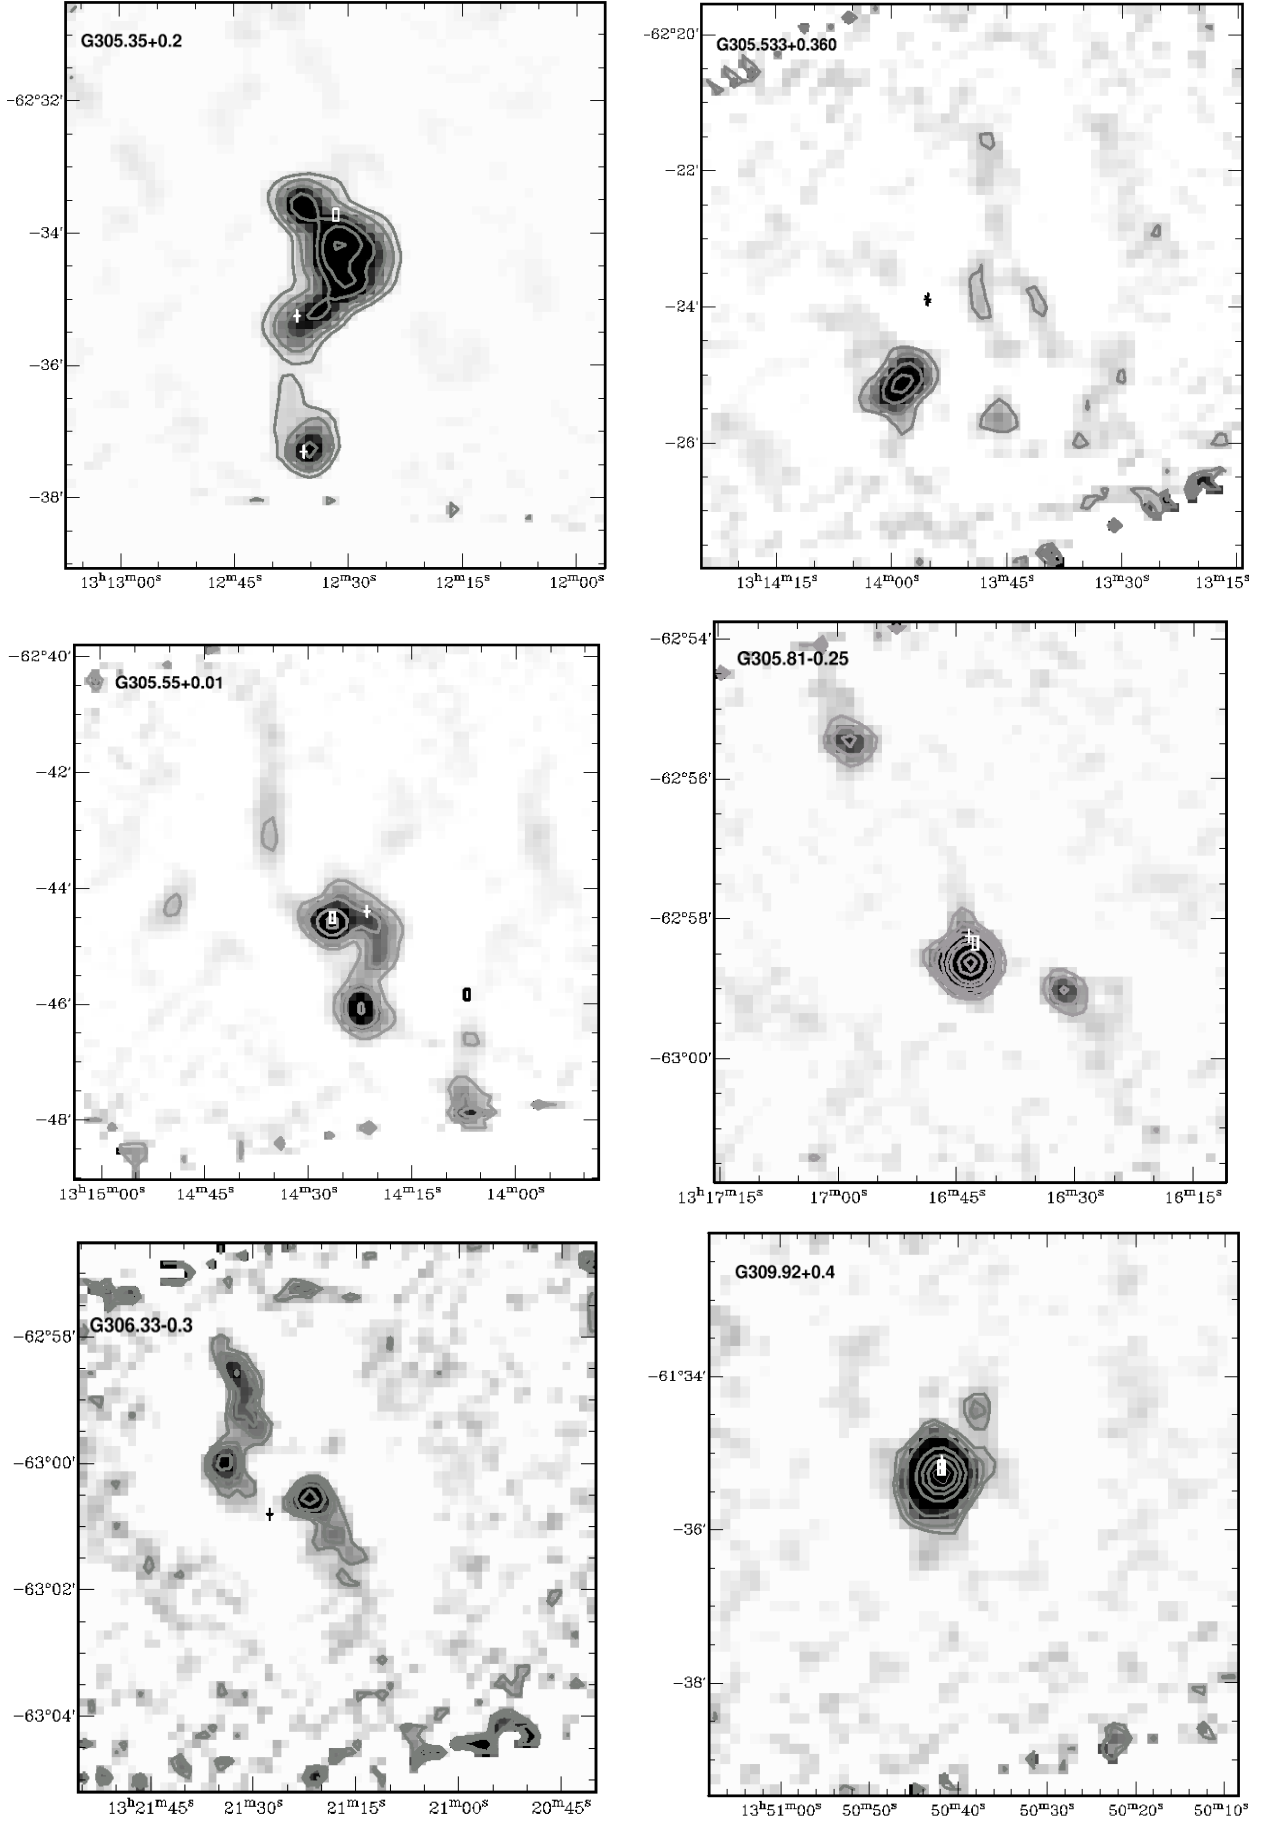 G305.35+0.2
−62°32′
−34′
−36′
−38′
13ʰ13ᵐ00ˢ 12ᵐ45ˢ 12ᵐ30ˢ 12ᵐ15ˢ 12ᵐ00ˢ
G305.533+0.360
−62°20′
−22′
−24′
−26′
13ʰ14ᵐ15ˢ 14ᵐ00ˢ 13ᵐ45ˢ 13ᵐ30ˢ 13ᵐ15ˢ
G305.55+0.01
−62°40′
−42′
−44′
−46′
−48′
13ʰ15ᵐ00ˢ 14ᵐ45ˢ 14ᵐ30ˢ 14ᵐ15ˢ 14ᵐ00ˢ
G305.81-0.25
−62°54′
−62°56′
−62°58′
−63°00′
13ʰ17ᵐ15ˢ 17ᵐ00ˢ 16ᵐ45ˢ 16ᵐ30ˢ 16ᵐ15ˢ
G306.33-0.3
−62°58′
−63°00′
−63°02′
−63°04′
13ʰ21ᵐ45ˢ 21ᵐ30ˢ 21ᵐ15ˢ 21ᵐ00ˢ 20ᵐ45ˢ
G309.92+0.4
−61°34′
−36′
−38′
13ʰ51ᵐ00ˢ 50ᵐ50ˢ 50ᵐ40ˢ 50ᵐ30ˢ 50ᵐ20ˢ 50ᵐ10ˢ